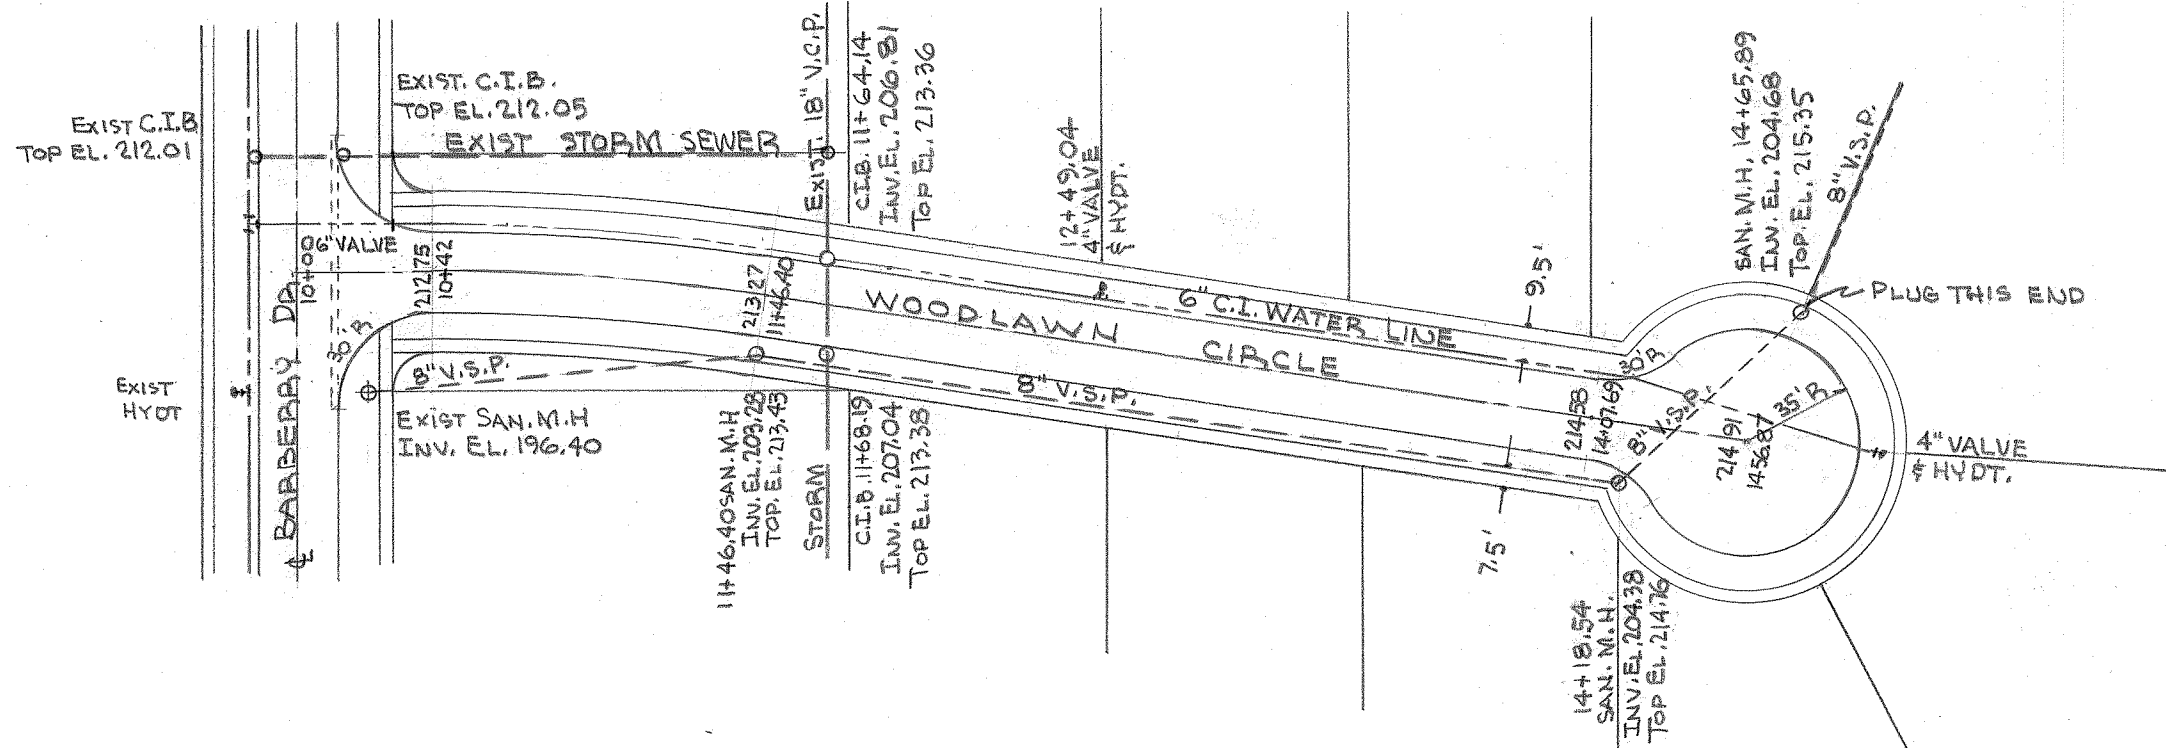 EXIST C.I.B
TOP EL. 212.01
EXIST. C.I.B.
TOP EL. 212.05
EXIST STORM SEWER
EXIST. 18" V.C.P.
C.I.B. 11+64.14
INV. EL. 206.81
TOP EL. 213.36
12+49.04
4" VALVE
& HYDT.
SAN. M.H. 14+65.89
INV. EL. 204.68
TOP. EL. 215.35
8" V.S.P.
PLUG THIS END
6" VALVE
10+00
212.75
10+42
213.27
11+46.40
WOODLAWN
CIRCLE
6" C.I. WATER LINE
9.5'
30' R
BARBERRY DR.
℄
30' R
EXIST
HYDT
8" V.S.P.
EXIST SAN. M.H
INV. EL. 196.40
8" V.S.P.
11+46.40 SAN. M.H
INV. EL. 203.28
TOP. EL. 213.43
STORM
C.I.B. 11+68.19
INV. EL. 207.04
TOP EL. 213.38
7.5'
214.58
14+07.69
8" V.S.P.
35' R
214.91
1456.87
4" VALVE
& HYDT.
14+18.54
SAN. M.H.
INV. EL. 204.38
TOP EL. 214.76